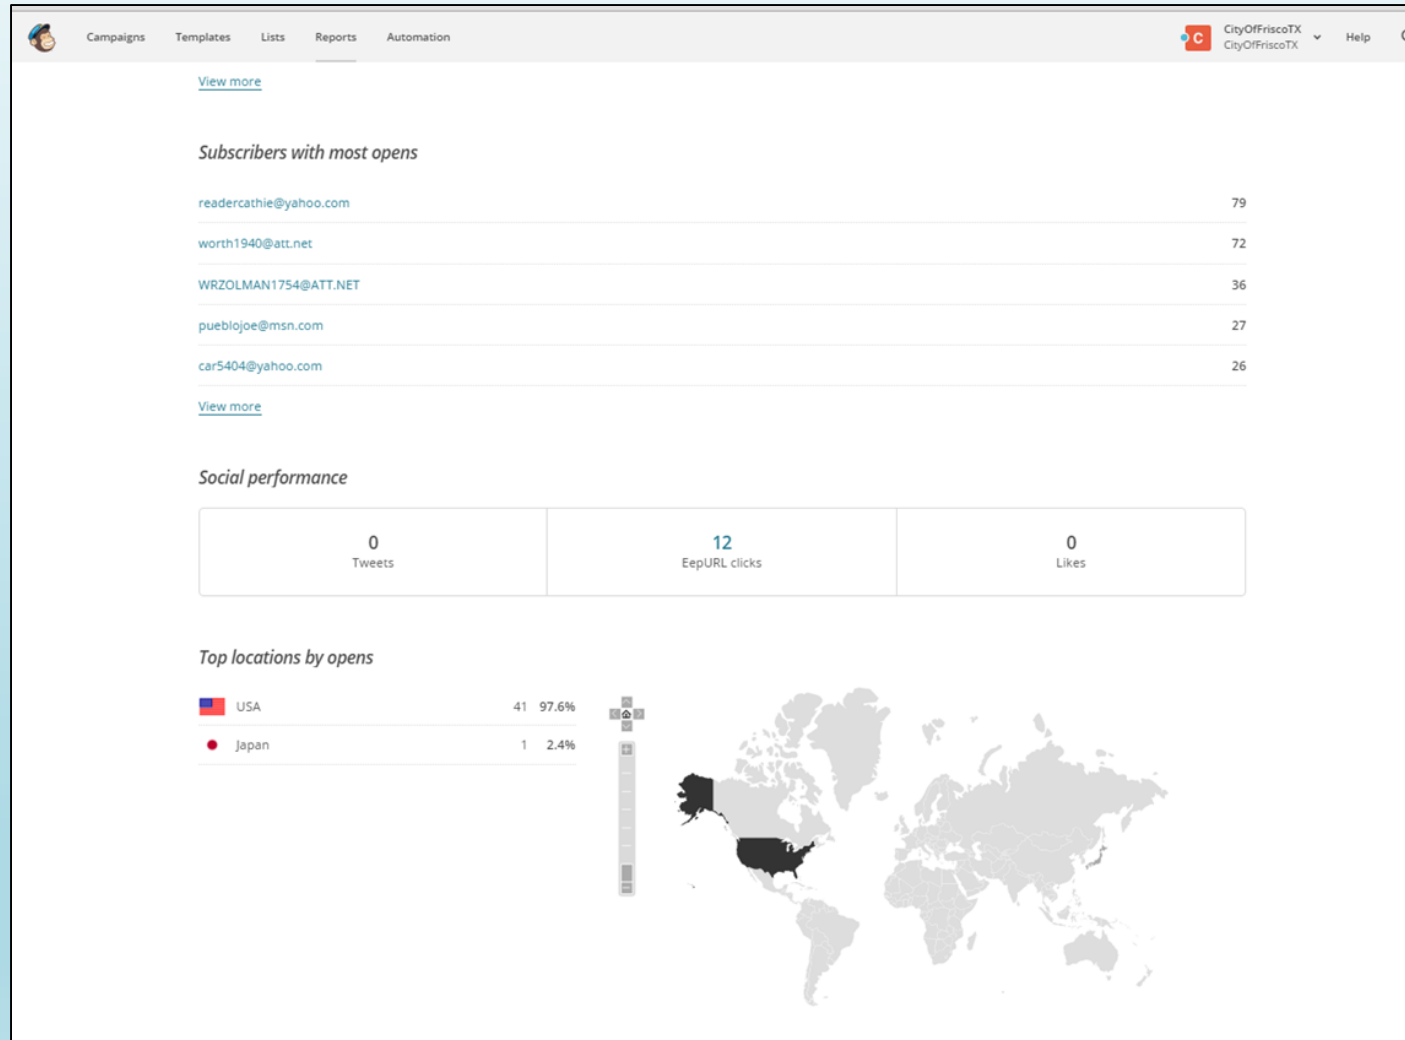 Campaigns Templates Lists Reports Automation CityOfFriscoTX Help
CityOfFriscoTX
View more
Subscribers with most opens
readercathie@yahoo.com 79
worth1940@att.net 72
WRZOLMAN1754@ATT.NET 36
pueblojoe@msn.com 27
car5404@yahoo.com 26
View more
Social performance
0 12 0
Tweets EepURL clicks Likes
Top locations by opens
USA 41 97.6%
Japan 1 2.4%